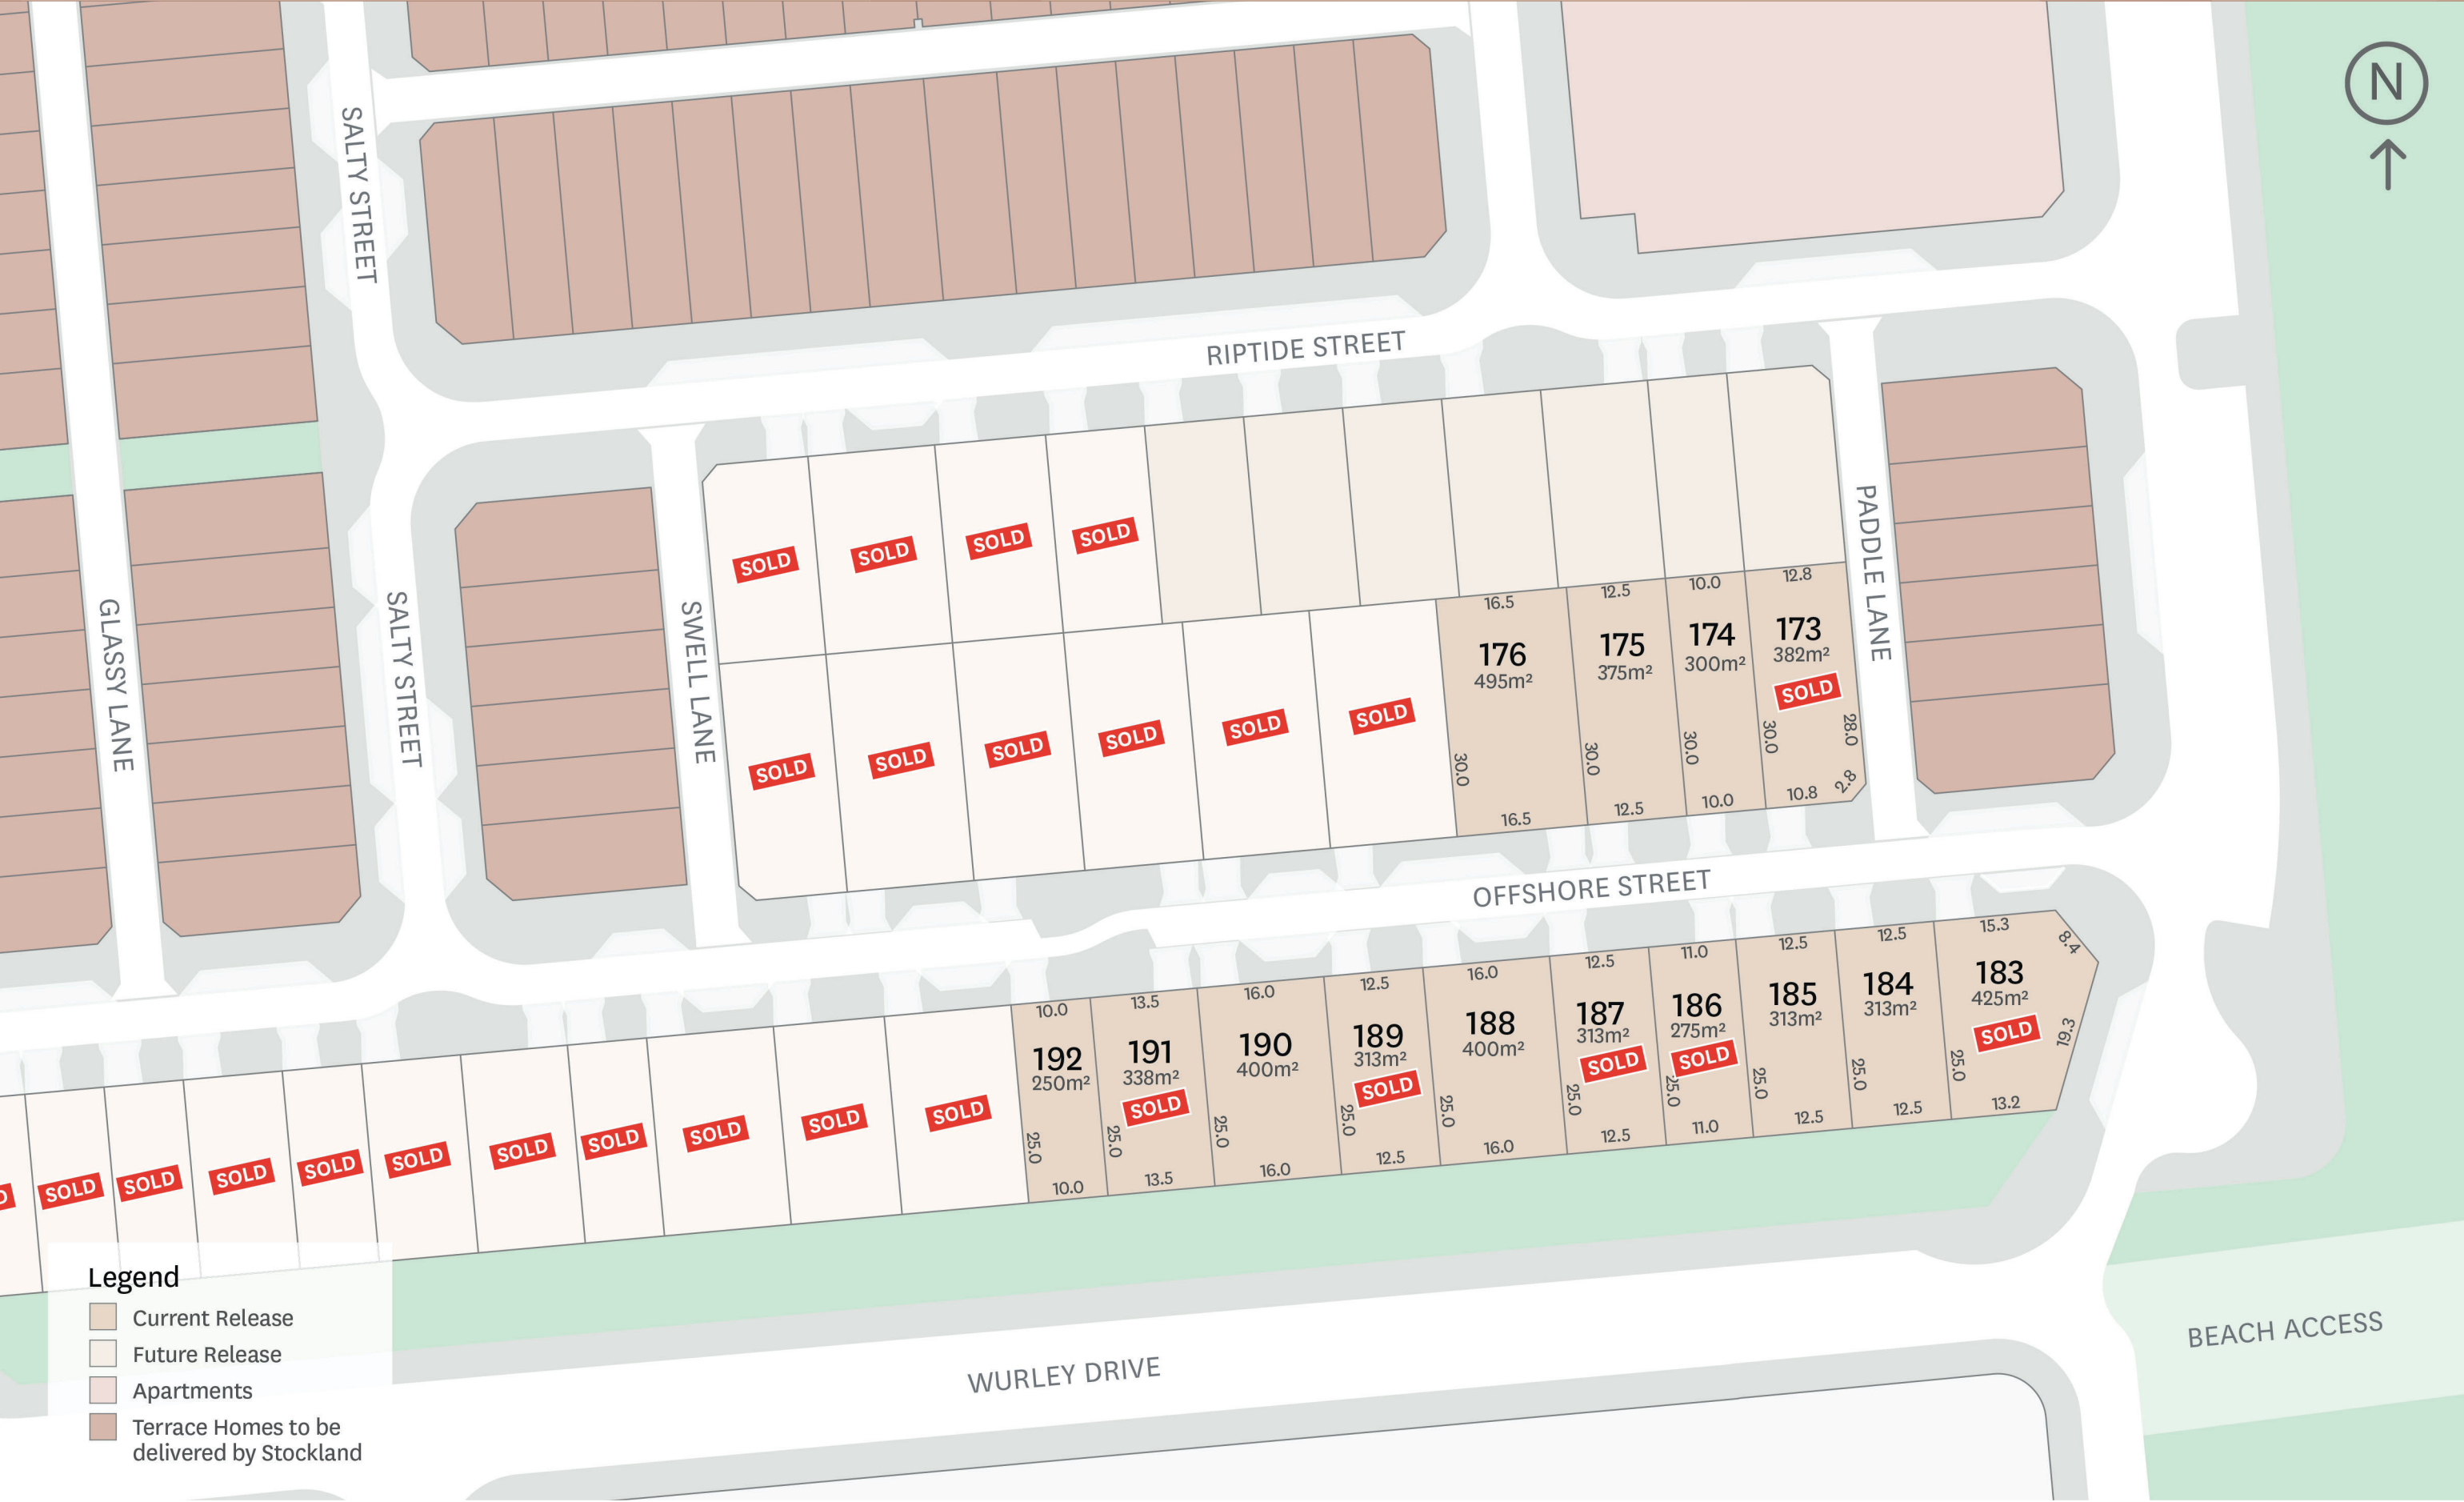 N
SALTY STREET
RIPTIDE STREET
GLASSY LANE
SALTY STREET
SWELL LANE
PADDLE LANE
SOLD
SOLD
SOLD
SOLD
SOLD
SOLD
SOLD
SOLD
SOLD
SOLD
16.5
176
495m²
30.0
16.5
12.5
175
375m²
30.0
12.5
10.0
174
300m²
30.0
10.0
12.8
173
382m²
SOLD
30.0
28.0
10.8
2.8
OFFSHORE STREET
SOLD
SOLD
SOLD
SOLD
SOLD
SOLD
SOLD
SOLD
SOLD
SOLD
10.0
192
250m²
25.0
10.0
13.5
191
338m²
SOLD
25.0
13.5
16.0
190
400m²
25.0
16.0
12.5
189
313m²
SOLD
25.0
12.5
16.0
188
400m²
25.0
16.0
12.5
187
313m²
SOLD
25.0
12.5
11.0
186
275m²
SOLD
25.0
11.0
12.5
185
313m²
25.0
12.5
12.5
184
313m²
25.0
12.5
15.3
8.4
183
425m²
SOLD
25.0
19.3
13.2
Legend
Current Release
Future Release
Apartments
Terrace Homes to be
delivered by Stockland
WURLEY DRIVE
BEACH ACCESS